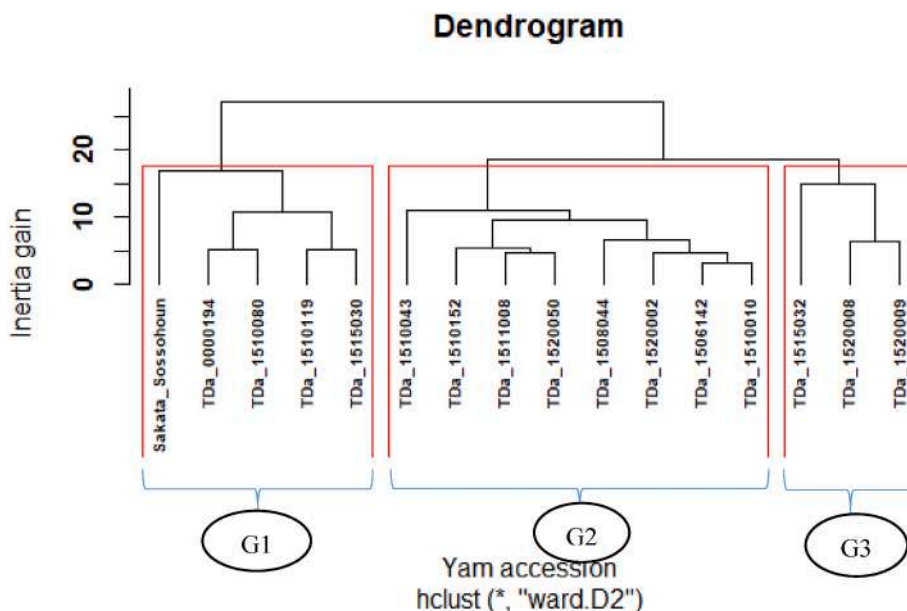 Dendrogram
Inertia gain
20
10
0
Sakata_Sossohoun
TDa_0000194
TDa_1510080
TDa_1510119
TDa_1515030
TDa_1510043
TDa_1510152
TDa_1511008
TDa_1520050
TDa_1508044
TDa_1520002
TDa_1506142
TDa_1510010
TDa_1515032
TDa_1520008
TDa_1520009
G1
G2
G3
Yam accession
hclust (*, "ward.D2")